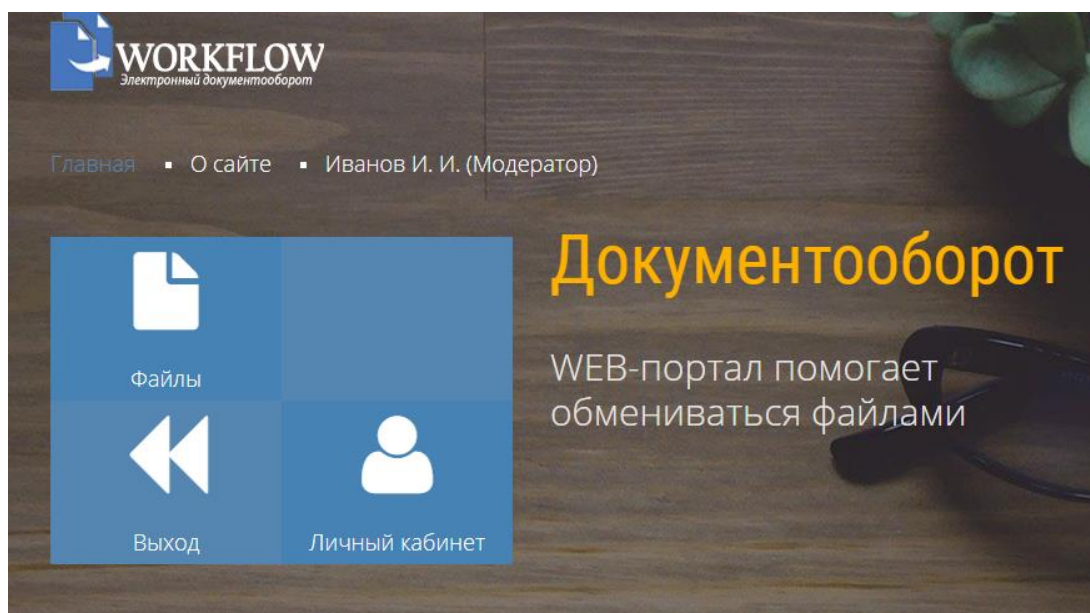 WORKFLOW
Электронный документооборот
Главная ▪ О сайте ▪ Иванов И. И. (Модератор)
Документооборот
WEB-портал помогает
обмениваться файлами
Файлы
Выход
Личный кабинет